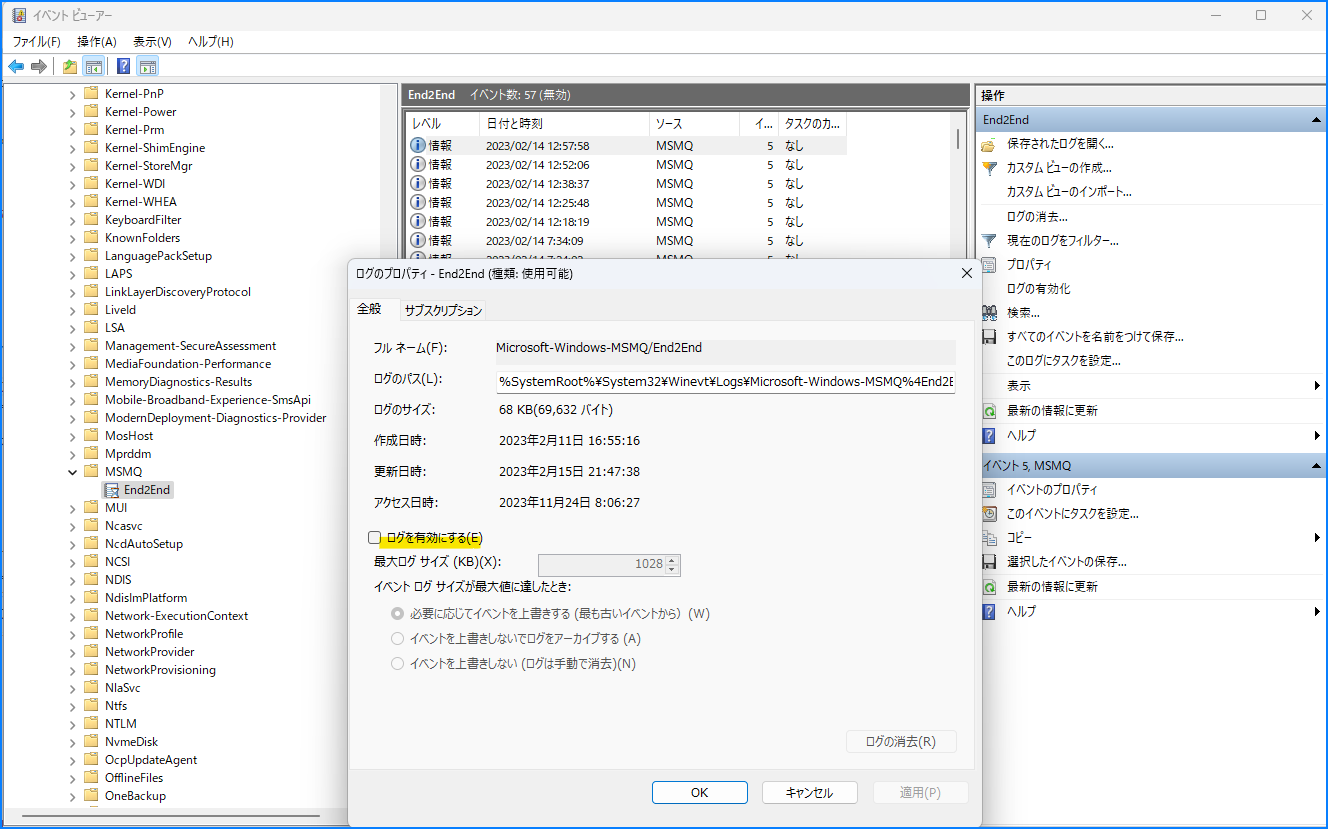 イベント ビューアー
ファイル(F) 操作(A) 表示(V) ヘルプ(H)
Kernel-PnP
Kernel-Power
Kernel-Prm
Kernel-ShimEngine
Kernel-StoreMgr
Kernel-WDI
Kernel-WHEA
KeyboardFilter
KnownFolders
LanguagePackSetup
LAPS
LinkLayerDiscoveryProtocol
LiveId
LSA
Management-SecureAssessment
MediaFoundation-Performance
MemoryDiagnostics-Results
Mobile-Broadband-Experience-SmsApi
ModernDeployment-Diagnostics-Provider
MosHost
Mprddm
MSMQ
End2End
MUI
Ncasvc
NcdAutoSetup
NCSI
NDIS
NdisImPlatform
Network-ExecutionContext
NetworkProfile
NetworkProvider
NetworkProvisioning
NlaSvc
Ntfs
NTLM
NvmeDisk
OcpUpdateAgent
OfflineFiles
OneBackup
End2End イベント数: 57 (無効)
レベル 日付と時刻 ソース イ... タスクのカ...
情報 2023/02/14 12:57:58 MSMQ 5 なし
情報 2023/02/14 12:52:06 MSMQ 5 なし
情報 2023/02/14 12:38:37 MSMQ 5 なし
情報 2023/02/14 12:25:48 MSMQ 5 なし
情報 2023/02/14 12:18:19 MSMQ 5 なし
情報 2023/02/14 7:34:09 MSMQ 5 なし
ログのプロパティ - End2End (種類: 使用可能)
全般 サブスクリプション
フル ネーム(F): Microsoft-Windows-MSMQ/End2End
ログのパス(L): %SystemRoot%¥System32¥Winevt¥Logs¥Microsoft-Windows-MSMQ%4End2E
ログのサイズ: 68 KB(69,632 バイト)
作成日時: 2023年2月11日 16:55:16
更新日時: 2023年2月15日 21:47:38
アクセス日時: 2023年11月24日 8:06:27
ログを有効にする(E)
最大ログ サイズ (KB)(X): 1028
イベント ログ サイズが最大値に達したとき:
必要に応じてイベントを上書きする (最も古いイベントから) (W)
イベントを上書きしないでログをアーカイブする (A)
イベントを上書きしない (ログは手動で消去)(N)
ログの消去(R)
OK キャンセル 適用(P)
操作
End2End
保存されたログを開く...
カスタム ビューの作成...
カスタム ビューのインポート...
ログの消去...
現在のログをフィルター...
プロパティ
ログの有効化
検索...
すべてのイベントを名前をつけて保存...
このログにタスクを設定...
表示
最新の情報に更新
ヘルプ
イベント 5, MSMQ
イベントのプロパティ
このイベントにタスクを設定...
コピー
選択したイベントの保存...
最新の情報に更新
ヘルプ